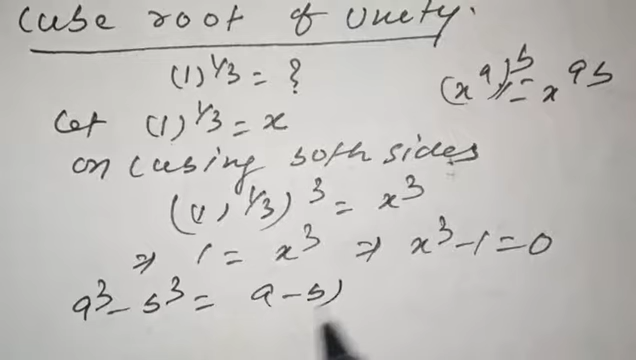 cube root of unity.
(1)^1/3 = ?
(x^a)^b = x^ab
Let (1)^1/3 = x
on cubing both sides
(1)^1/3)^3 = x^3
⇒ 1 = x^3 ⇒ x^3 - 1 = 0
a^3 - b^3 = a - b)